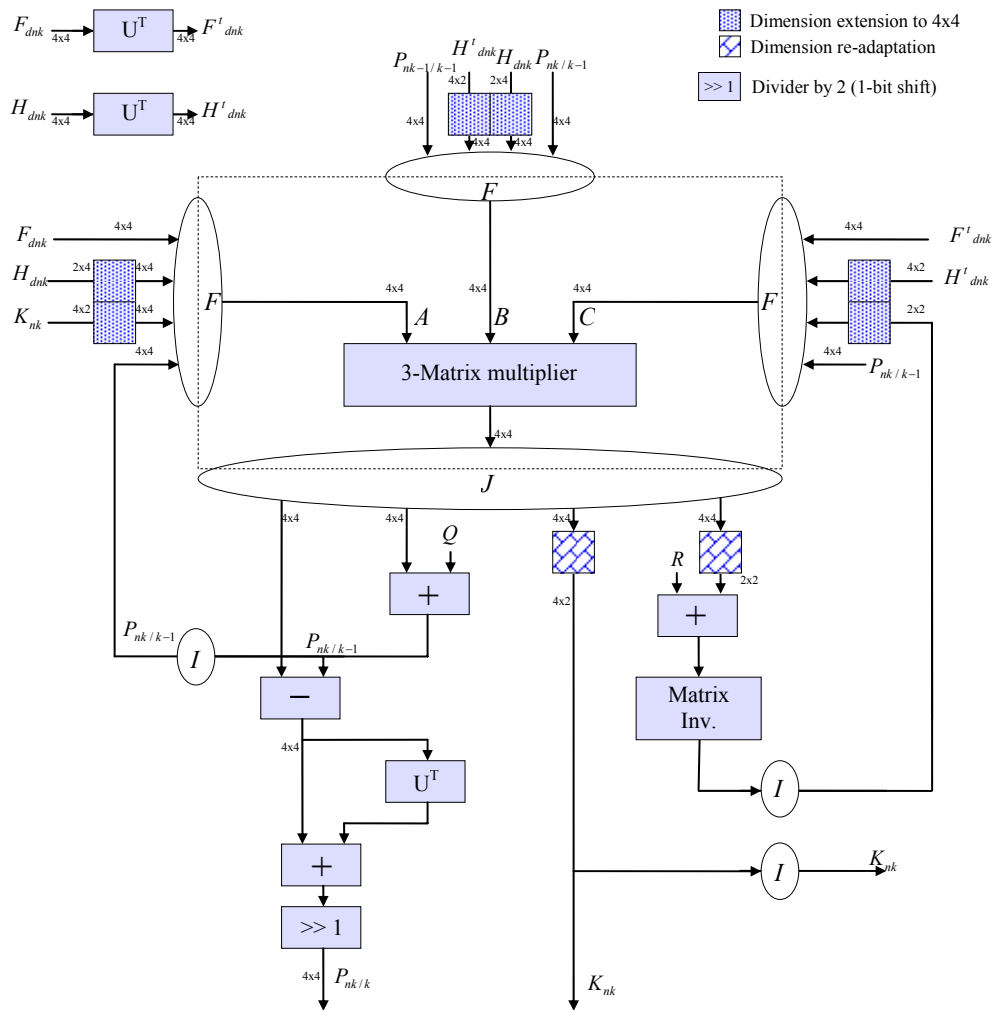 F_dnk 4x4 U^T 4x4 F^t_dnk
H_dnk 4x4 U^T 4x4 H^t_dnk
Dimension extension to 4x4
Dimension re-adaptation
>> 1 Divider by 2 (1-bit shift)
P_nk-1/k-1 H^t_dnk H_dnk P_nk/k-1
4x2 2x4
4x4 4x4
4x4 4x4
F
F_dnk 4x4
H_dnk 2x4 4x4
K_nk 4x2 4x4
4x4
F
4x4 F^t_dnk
4x2 H^t_dnk
2x2
4x4 P_nk/k-1
F
4x4 4x4 4x4
A B C
3-Matrix multiplier
4x4
J
4x4 4x4 4x4 4x4
Q
+
R
2x2
+
4x2
P_nk/k-1 I P_nk/k-1
−
Matrix
Inv.
4x4
U^T
I
+
I K_nk
>> 1
4x4 P_nk/k
K_nk